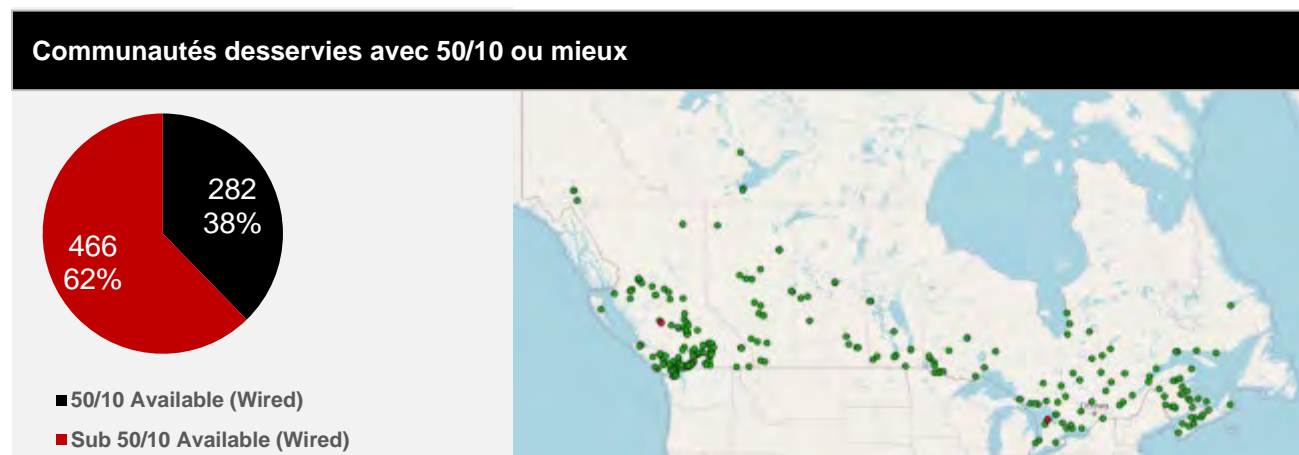 Communautés desservies avec 50/10 ou mieux
282
38%
466
62%
50/10 Available (Wired)
Sub 50/10 Available (Wired)